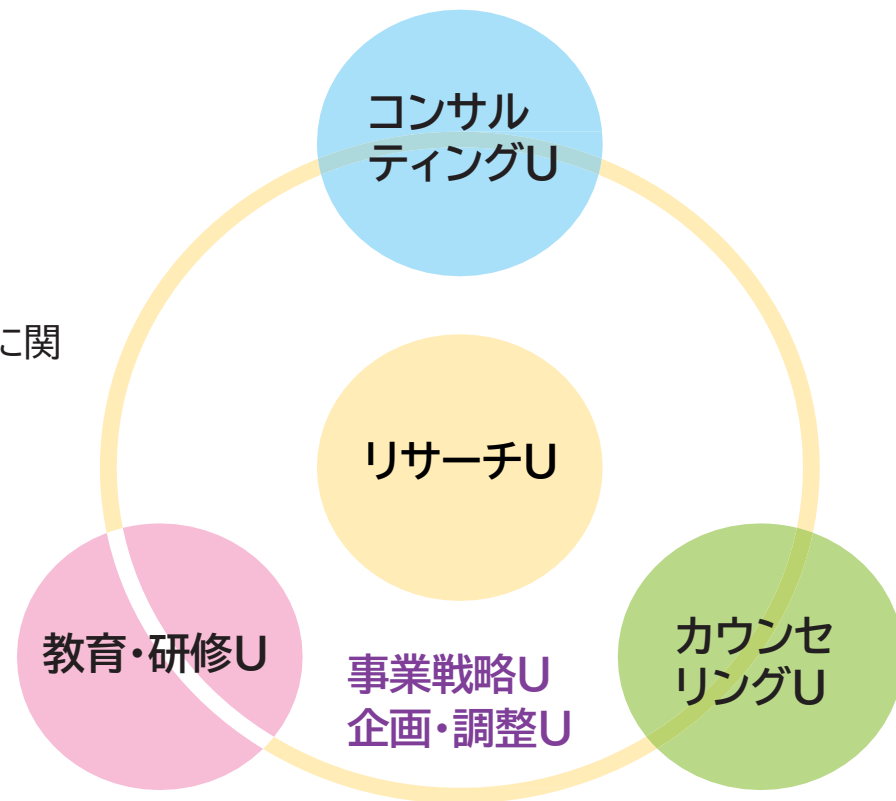 コンサル
ティングU
に関
リサーチU
教育・研修U
カウンセ
リングU
事業戦略U
企画・調整U